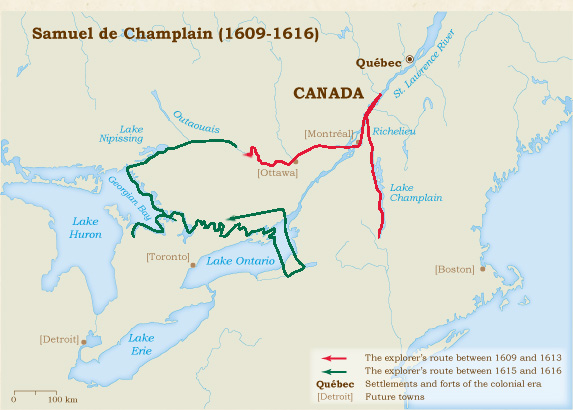 Samuel de Champlain (1609-1616)
Québec
St. Lawrence River
CANADA
Outaouais
Lake
Nipissing
[Montréal]
Richelieu
[Ottawa]
Georgian Bay
Lake
Champlain
Lake
Huron
[Toronto]
Lake Ontario
[Boston]
[Detroit]
Lake
Erie
The explorer's route between 1609 and 1613
The explorer's route between 1615 and 1616
Québec Settlements and forts of the colonial era
[Detroit] Future towns
0 100 km